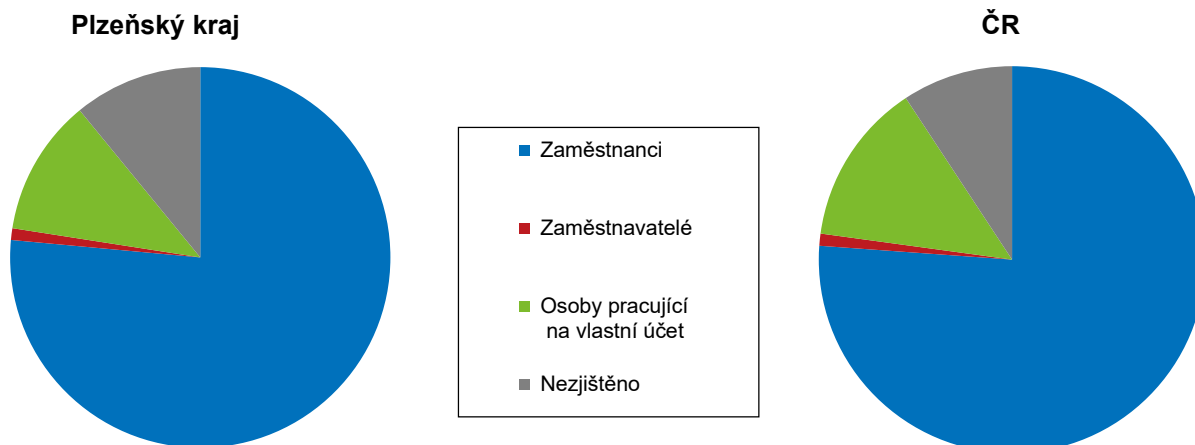 Plzeňský kraj
ČR
Zaměstnanci
Zaměstnavatelé
Osoby pracující
na vlastní účet
Nezjištěno